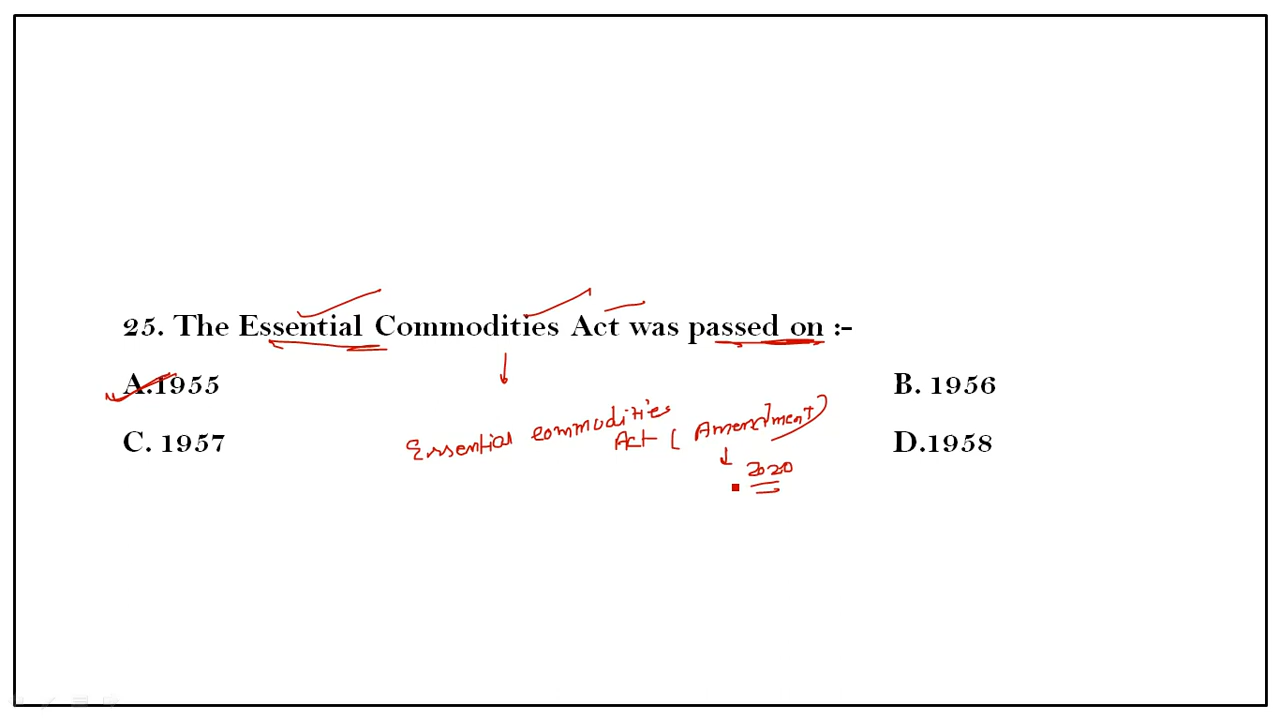 25. The Essential Commodities Act was passed on :-
A.1955
B. 1956
C. 1957
D.1958
Essential commodities
Act ( Amendment)
2020